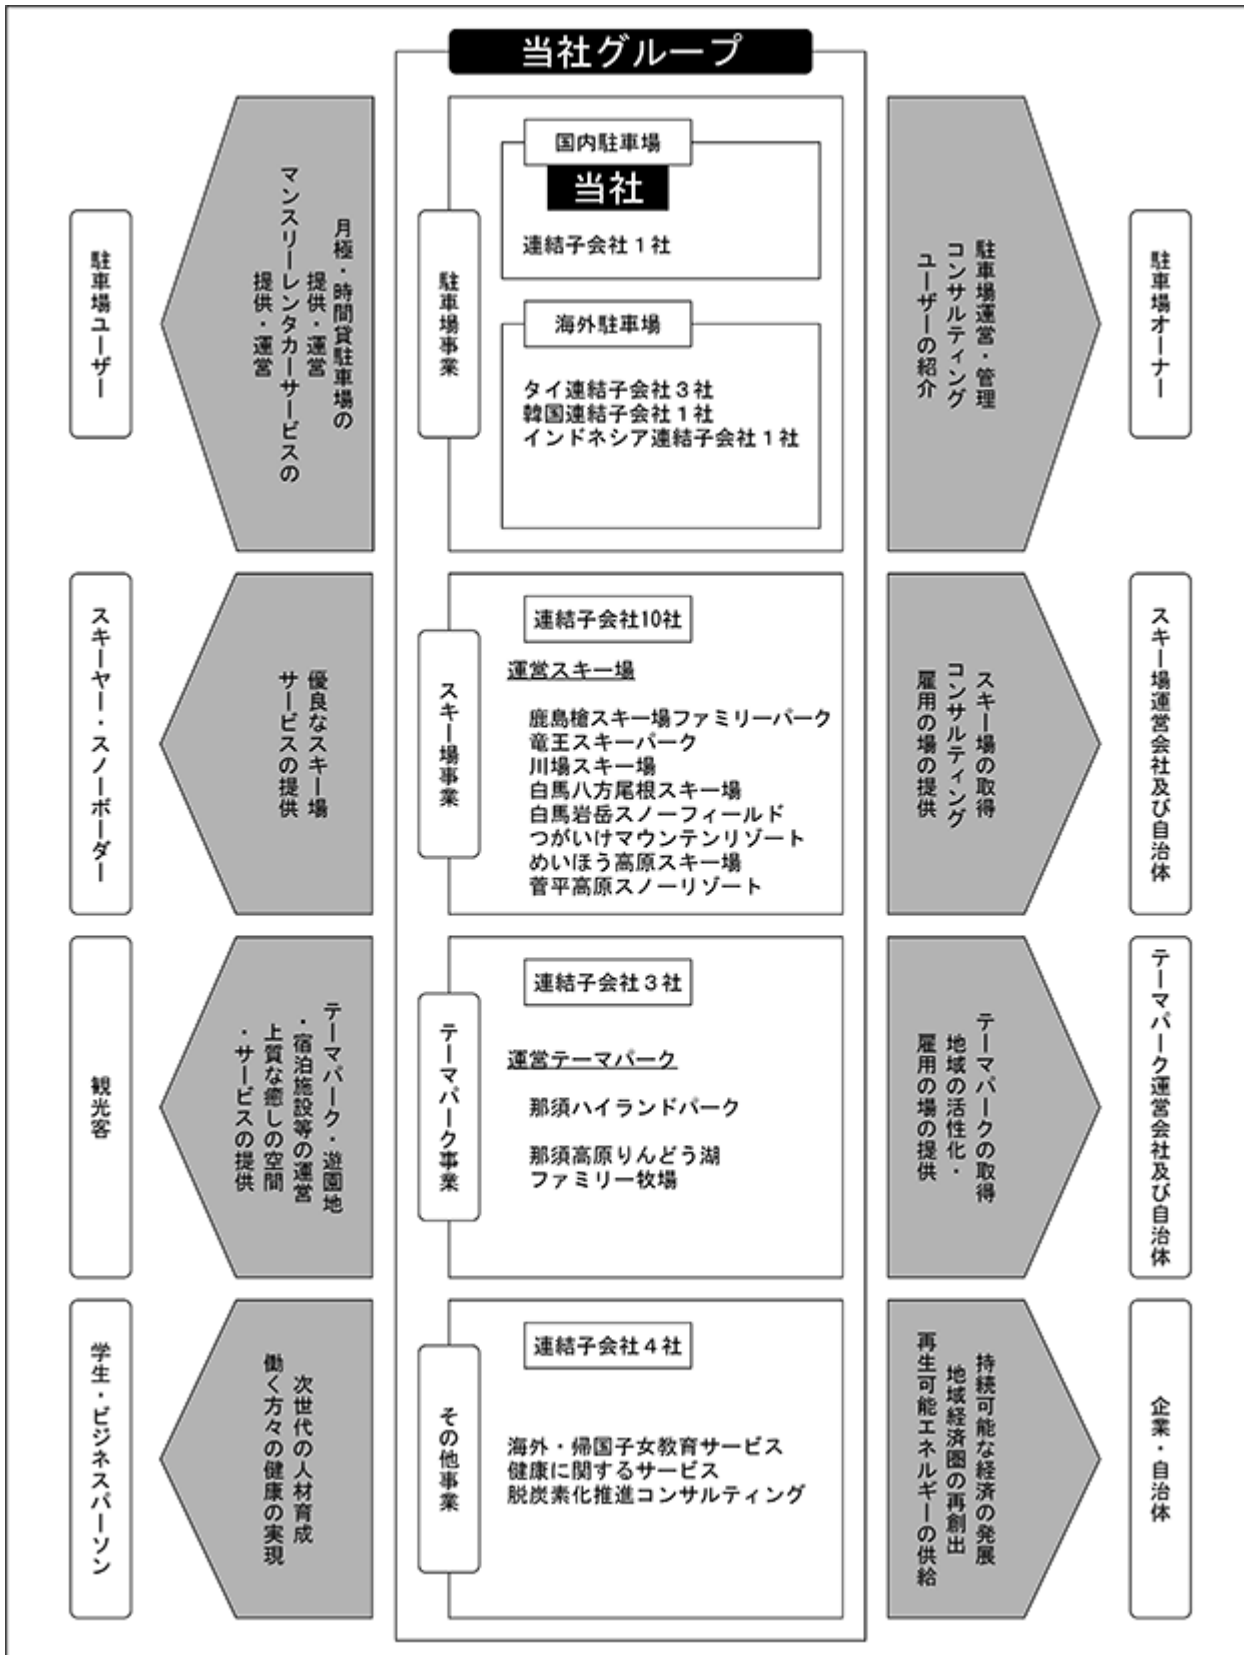 当社グループ
駐車場ユーザー
月極・時間貸駐車場の
提供・運営
マンスリーレンタカーサービスの
提供・運営
駐車場事業
国内駐車場
当社
連結子会社１社
海外駐車場
タイ連結子会社３社
韓国連結子会社１社
インドネシア連結子会社１社
駐車場運営・管理
コンサルティング
ユーザーの紹介
駐車場オーナー
スキーヤー・スノーボーダー
優良なスキー場
サービスの提供
スキー場事業
連結子会社10社
運営スキー場
鹿島槍スキー場ファミリーパーク
竜王スキーパーク
川場スキー場
白馬八方尾根スキー場
白馬岩岳スノーフィールド
つがいけマウンテンリゾート
めいほう高原スキー場
菅平高原スノーリゾート
スキー場の取得
コンサルティング
雇用の場の提供
スキー場運営会社及び自治体
観光客
テーマパーク・遊園地
・宿泊施設等の運営
上質な癒しの空間
・サービスの提供
テーマパーク事業
連結子会社３社
運営テーマパーク
那須ハイランドパーク
那須高原りんどう湖
ファミリー牧場
テーマパークの取得
地域の活性化・
雇用の場の提供
テーマパーク運営会社及び自治体
学生・ビジネスパーソン
次世代の人材育成
働く方々の健康の実現
その他事業
連結子会社４社
海外・帰国子女教育サービス
健康に関するサービス
脱炭素化推進コンサルティング
持続可能な経済の発展
地域経済圏の再創出
再生可能エネルギーの供給
企業・自治体